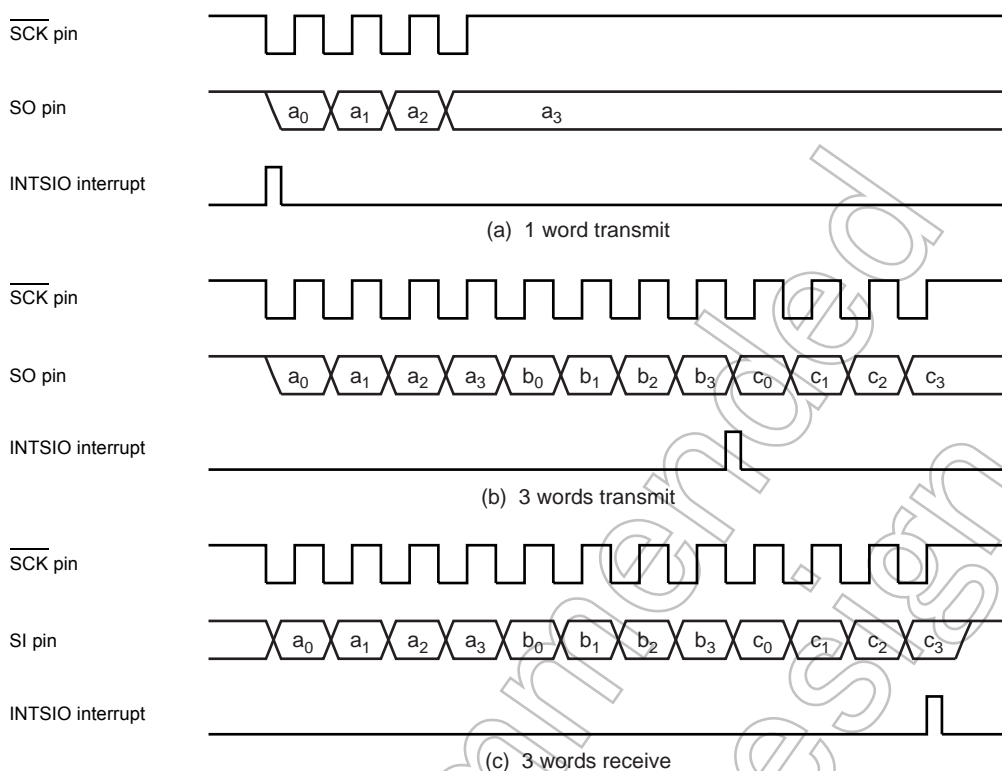 SCK pin
SO pin
a0 a1 a2 a3
INTSIO interrupt
(a) 1 word transmit
SCK pin
SO pin
a0 a1 a2 a3 b0 b1 b2 b3 c0 c1 c2 c3
INTSIO interrupt
(b) 3 words transmit
SCK pin
SI pin
a0 a1 a2 a3 b0 b1 b2 b3 c0 c1 c2 c3
INTSIO interrupt
(c) 3 words receive